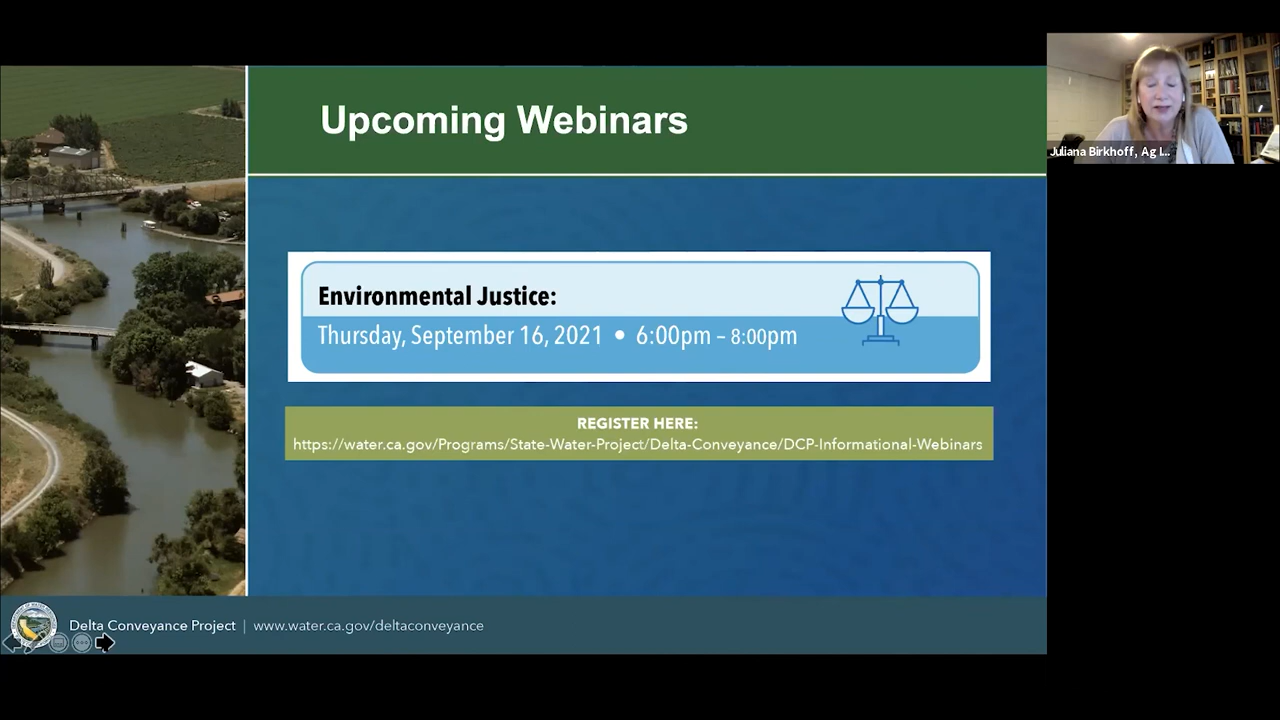 Upcoming Webinars
Juliana Birkhoff, Ag I...
Environmental Justice:
Thursday, September 16, 2021 • 6:00pm – 8:00pm
REGISTER HERE:
https://water.ca.gov/Programs/State-Water-Project/Delta-Conveyance/DCP-Informational-Webinars
Delta Conveyance Project | www.water.ca.gov/deltaconveyance